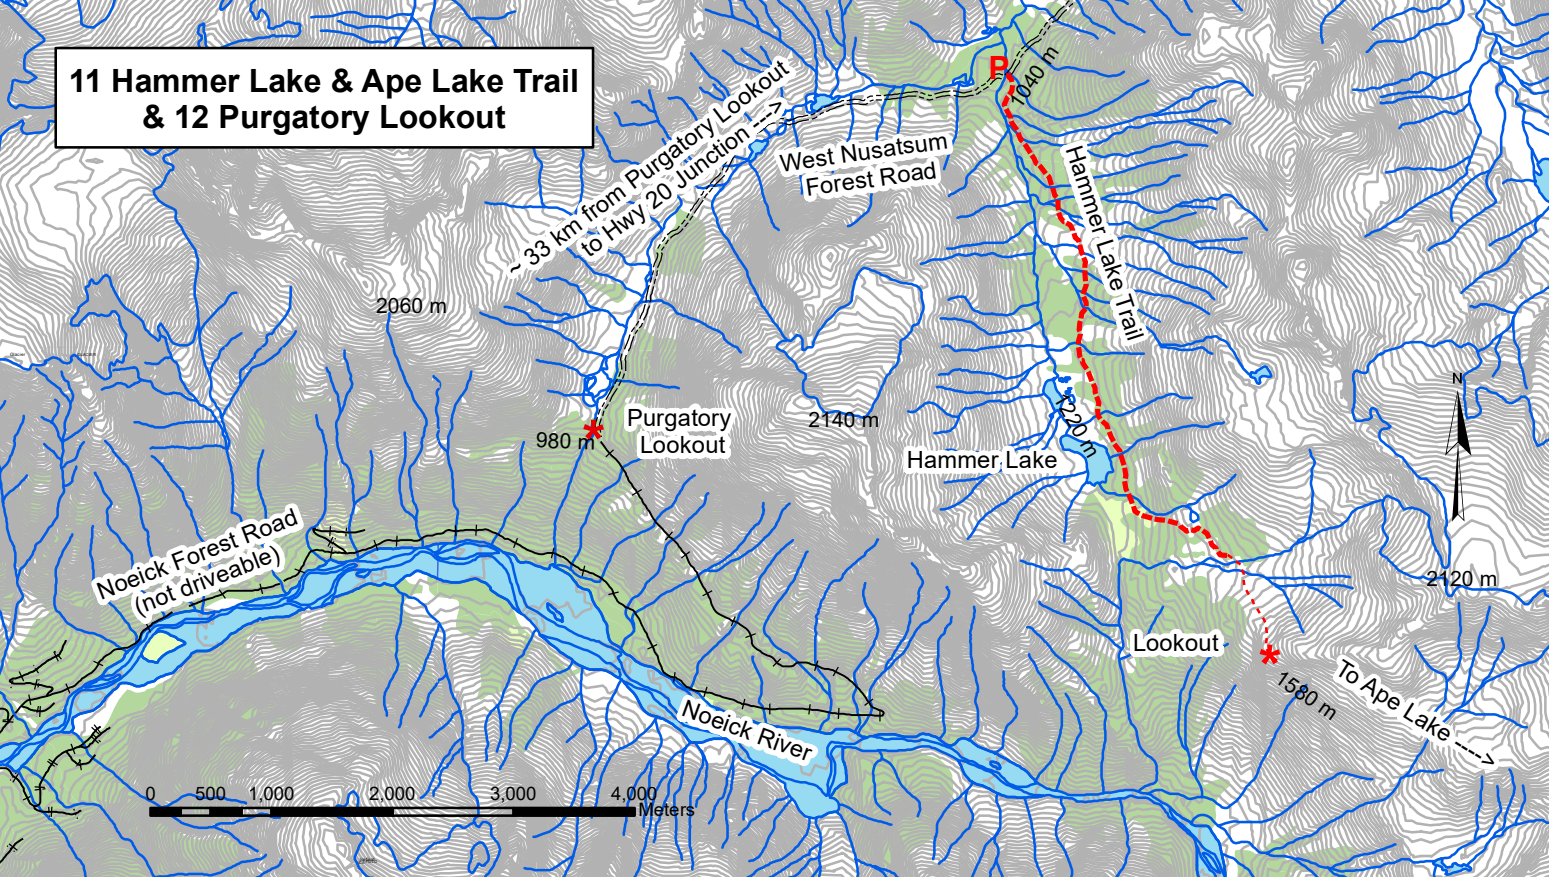 11 Hammer Lake & Ape Lake Trail
& 12 Purgatory Lookout
~ 33 km from Purgatory Lookout
to Hwy 20 Junction
P
1040 m
West Nusatsum
Forest Road
Hammer Lake Trail
2060 m
Purgatory
Lookout
980 m
2140 m
1220 m
Hammer Lake
N
2120 m
Noeick Forest Road
(not driveable)
Lookout
1580 m
To Ape Lake
Noeick River
0 500 1,000 2,000 3,000 4,000
Meters